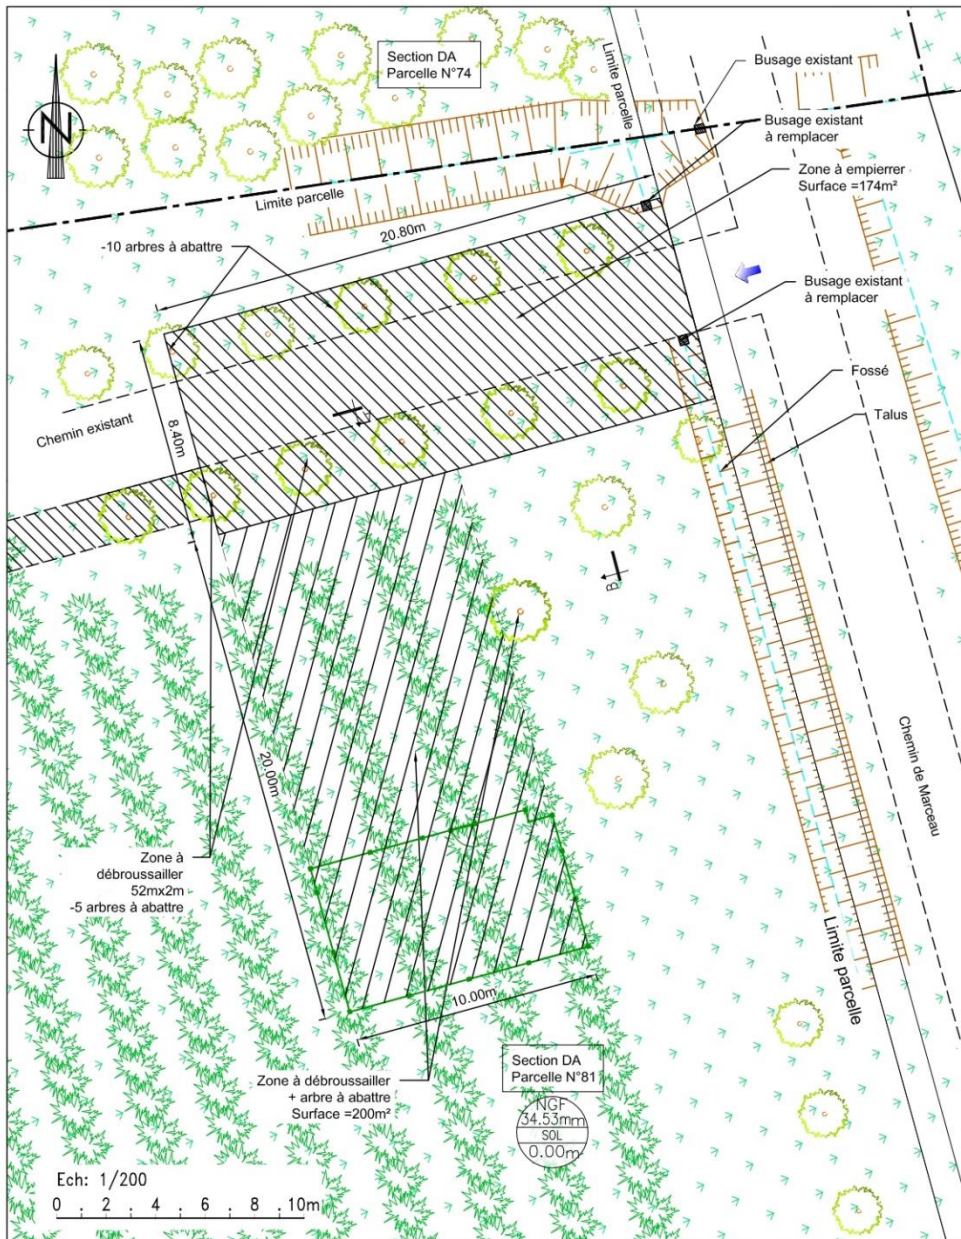 Section DA
Parcelle N°74
Limite parcelle
Busage existant
Busage existant
à remplacer
Zone à empierrer
Surface =174m²
N
Limite parcelle
20.80m
-10 arbres à abattre
Busage existant
à remplacer
Fossé
Talus
Chemin existant
8.40m
A
B
20.00m
Chemin de Marceau
Zone à
débroussailler
52mx2m
-5 arbres à abattre
Limite parcelle
10.00m
Section DA
Parcelle N°81
Zone à débroussailler
+ arbre à abattre
Surface =200m²
NGF
34.53mm
SOL
0.00m
Ech: 1/200
0 2 4 6 8 10m